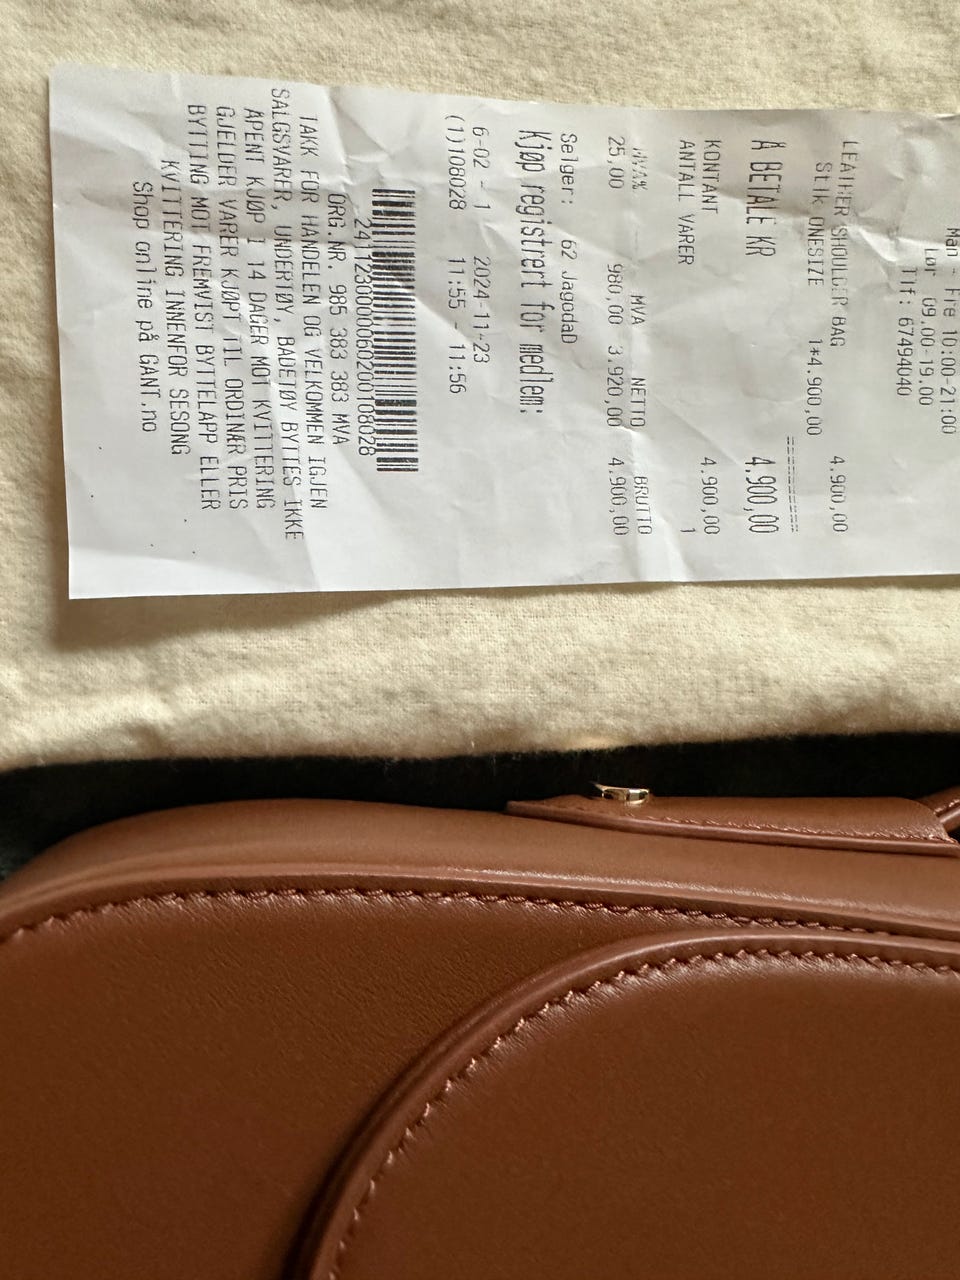 Man - Fre 10:00-21:00
Lør 09.00-19.00
Tlf: 67494040
LEATHER SHOULDER BAG 4.900,00
Stk ONESIZE 1*4.900,00
Å BETALE KR 4.900,00
KONTANT 4.900,00
ANTALL VARER 1
MVA% MVA NETTO BRUTTO
25,00 980,00 3.920,00 4.900,00
Selger: 62 JagodaD
Kjøp registrert for medlem:
6-02 - 1 2024-11-23
(1)108028 11:55 - 11:56
2411230000060200108028
ORG.NR. 985 383 383 MVA
TAKK FOR HANDELEN OG VELKOMMEN IGJEN
SALGSVARER, UNDERTØY, BADETØY BYTTES IKKE
ÅPENT KJØP I 14 DAGER MOT KVITTERING
GJELDER VARER KJØPT TIL ORDINÆR PRIS
BYTTING MOT FREMVIST BYTTELAPP ELLER
KVITTERING INNENFOR SESONG
Shop online på GANT.no